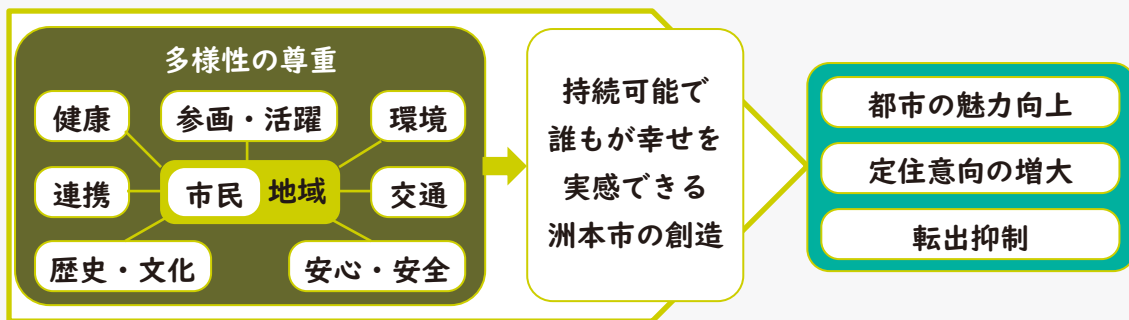 多様性の尊重
健康
参画・活躍
環境
連携
市民
地域
交通
歴史・文化
安心・安全
持続可能で
誰もが幸せを
実感できる
洲本市の創造
都市の魅力向上
定住意向の増大
転出抑制